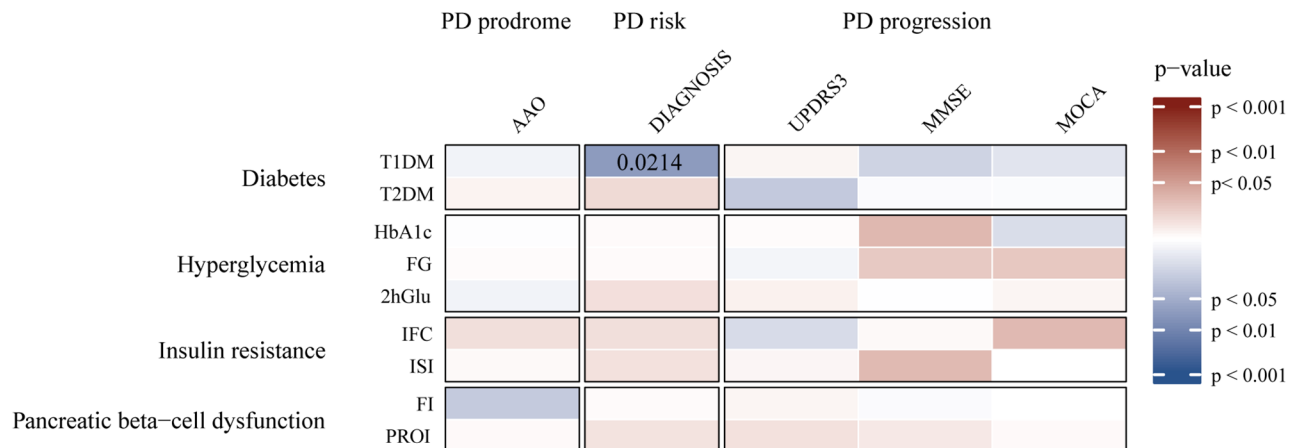 PD prodrome PD risk PD progression
AAO DIAGNOSIS UPDRS3 MMSE MOCA
p−value
p < 0.001
p < 0.01
p< 0.05
p < 0.05
p < 0.01
p < 0.001
Diabetes
T1DM 0.0214
T2DM
Hyperglycemia
HbA1c
FG
2hGlu
Insulin resistance
IFC
ISI
Pancreatic beta−cell dysfunction
FI
PROI